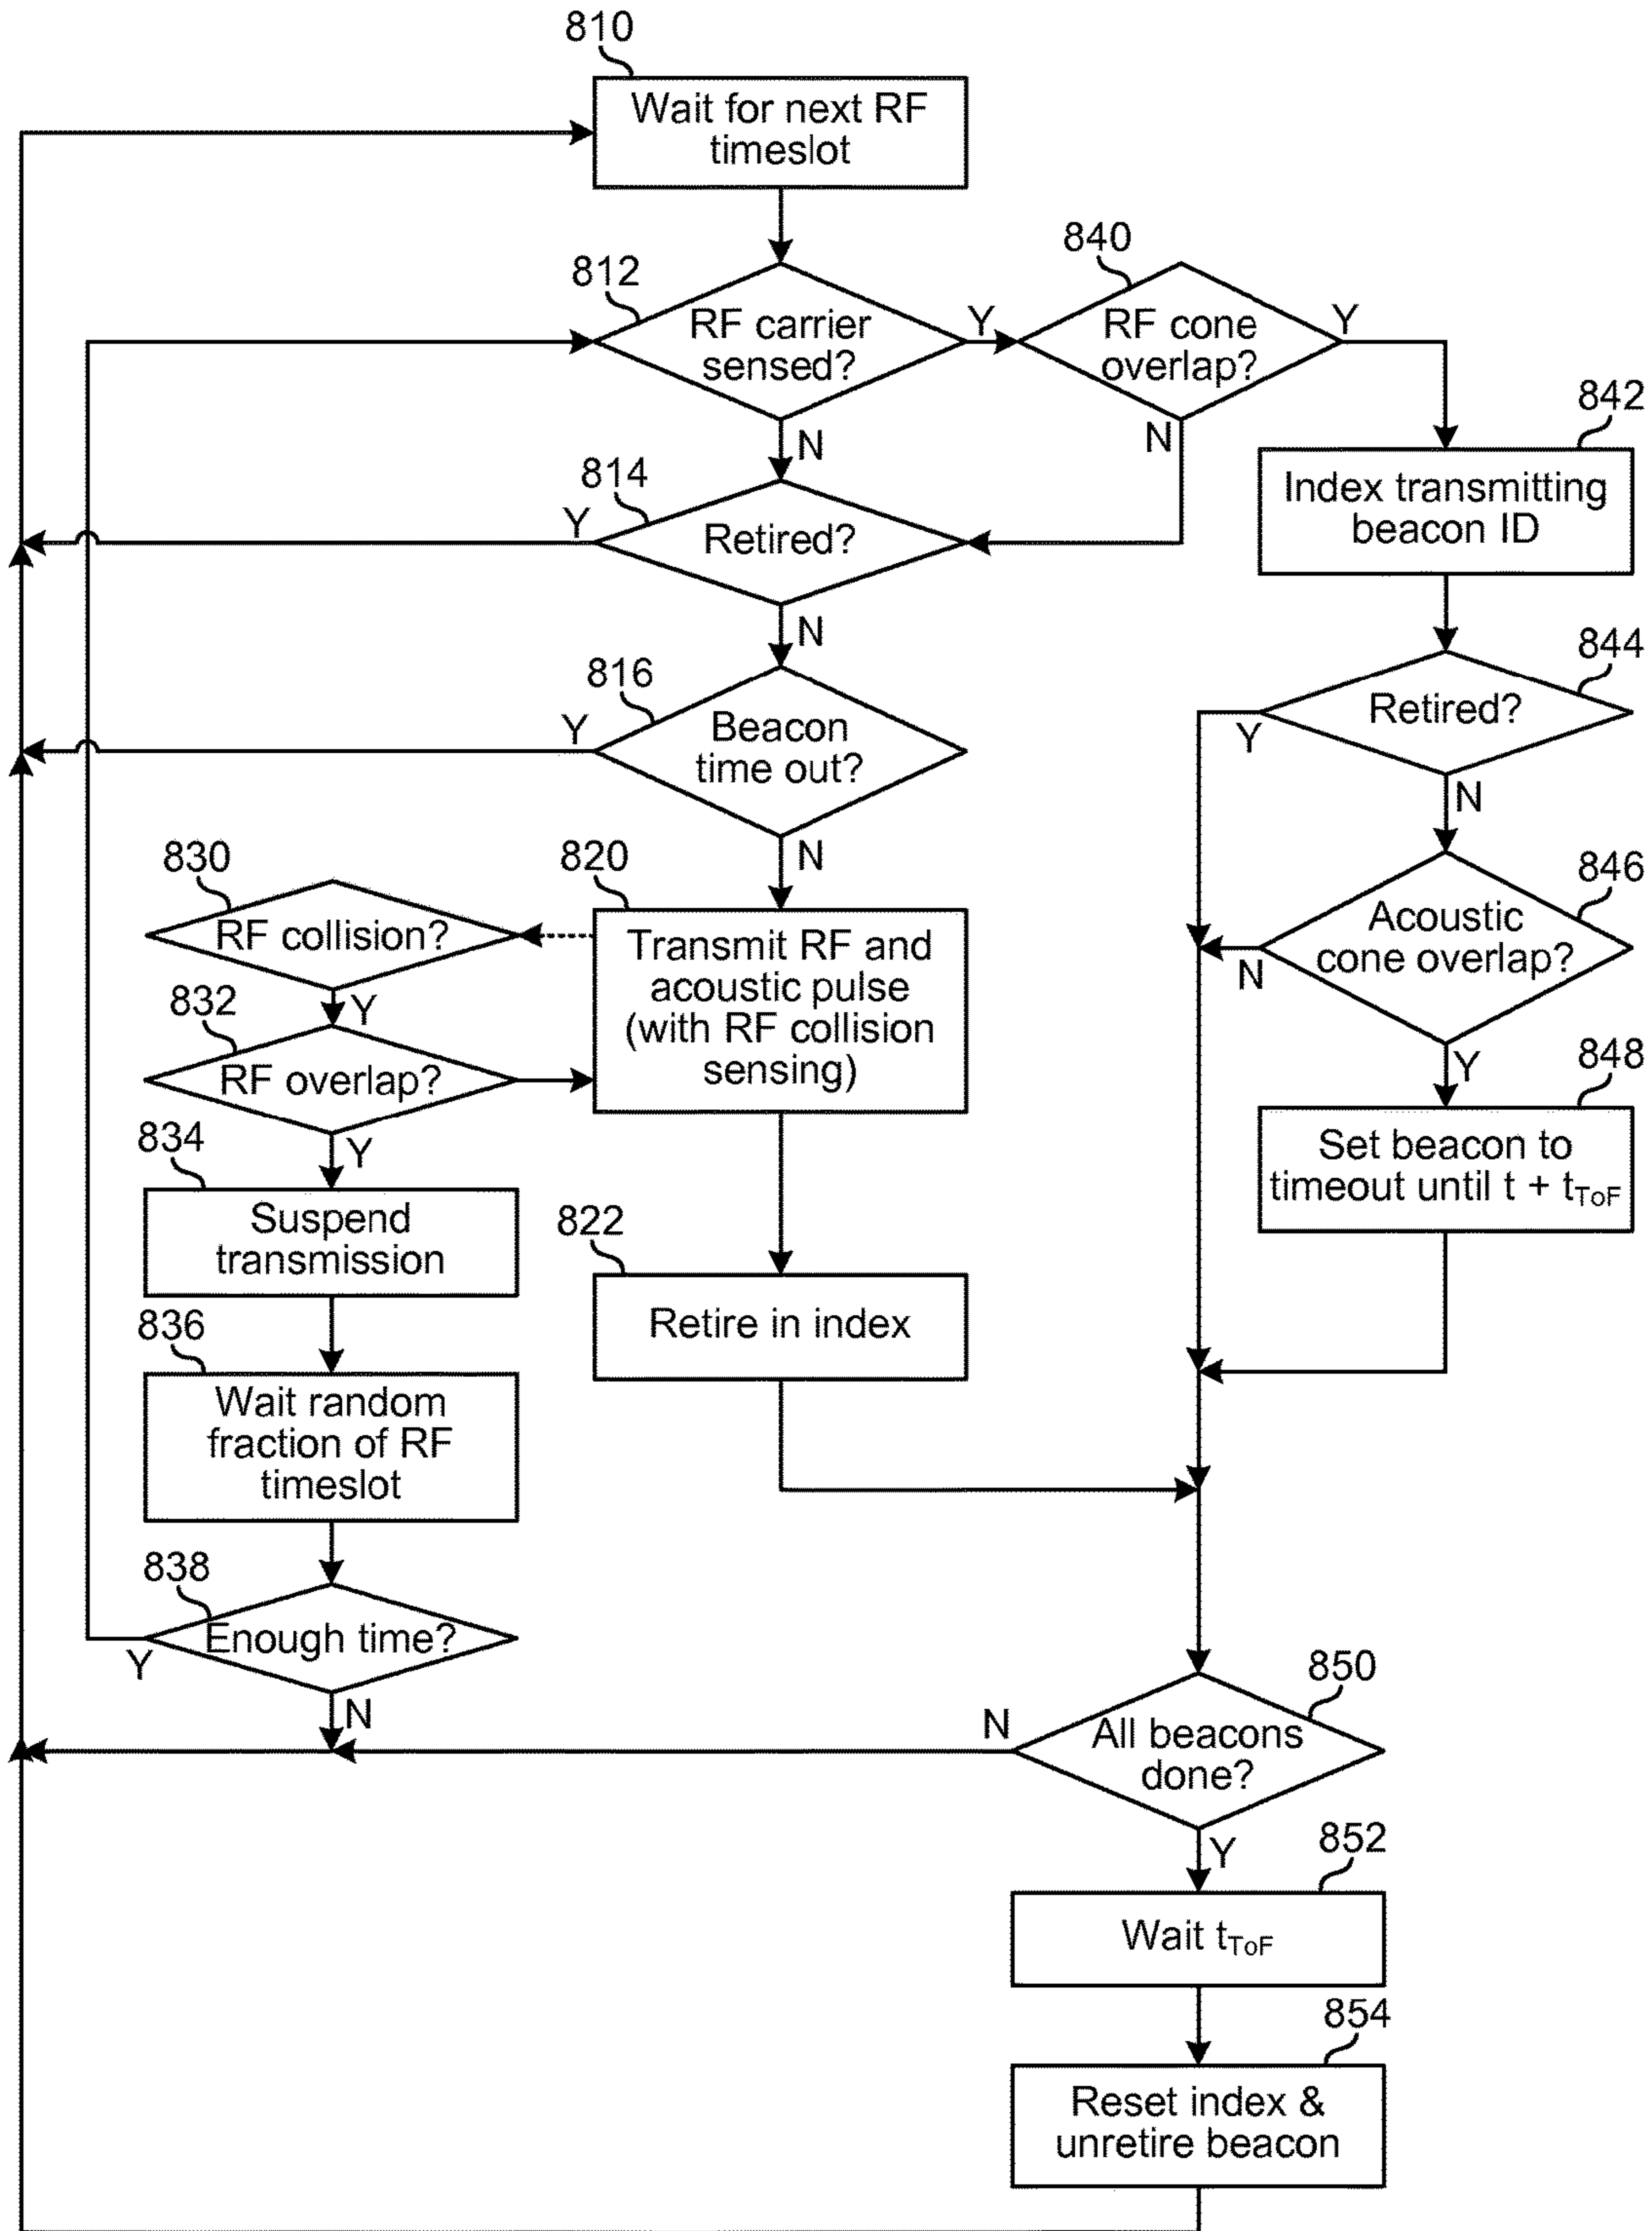 810
Wait for next RF
timeslot
812
RF carrier
sensed?
Y
N
840
RF cone
overlap?
Y
N
842
Index transmitting
beacon ID
814
Retired?
Y
N
844
Retired?
Y
N
816
Beacon
time out?
Y
N
846
Acoustic
cone overlap?
N
Y
830
RF collision?
Y
820
Transmit RF and
acoustic pulse
(with RF collision
sensing)
832
RF overlap?
Y
848
Set beacon to
timeout until t + tToF
834
Suspend
transmission
822
Retire in index
836
Wait random
fraction of RF
timeslot
838
Enough time?
Y
N
850
All beacons
done?
N
Y
852
Wait tToF
854
Reset index &
unretire beacon